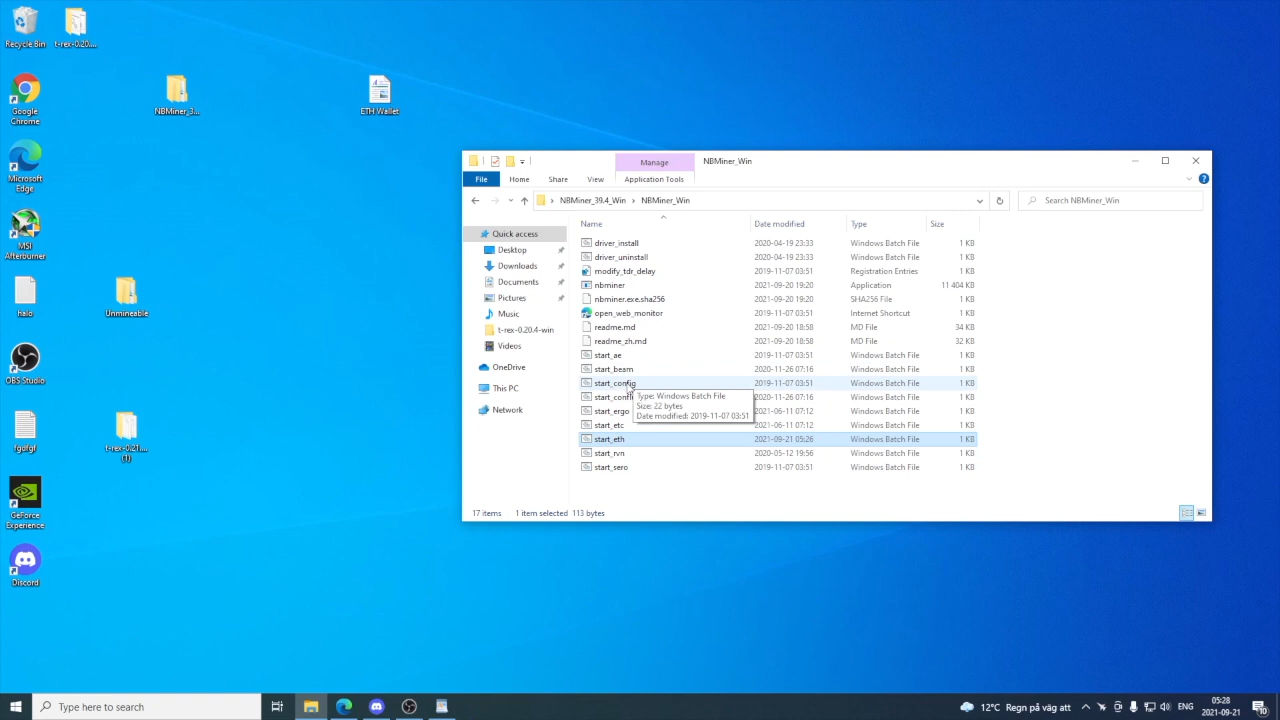 Recycle Bin
t-rex-0.20....
Google
Chrome
NBMiner_3...
ETH Wallet
Microsoft
Edge
MSI
Afterburner
halo
Unmineable
OBS Studio
fgdfgf
t-rex-0.21....
(1)
GeForce
Experience
Discord
Manage
NBMiner_Win
File
Home
Share
View
Application Tools
NBMiner_39.4_Win > NBMiner_Win
Search NBMiner_Win
Name
Date modified
Type
Size
Quick access
Desktop
Downloads
Documents
Pictures
Music
t-rex-0.20.4-win
Videos
OneDrive
This PC
Network
driver_install 2020-04-19 23:33 Windows Batch File 1 KB
driver_uninstall 2020-04-19 23:33 Windows Batch File 1 KB
modify_tdr_delay 2019-11-07 03:51 Registration Entries 1 KB
nbminer 2021-09-20 19:20 Application 11 404 KB
nbminer.exe.sha256 2021-09-20 19:20 SHA256 File 1 KB
open_web_monitor 2019-11-07 03:51 Internet Shortcut 1 KB
readme.md 2021-09-20 18:58 MD File 34 KB
readme_zh.md 2021-09-20 18:58 MD File 32 KB
start_ae 2019-11-07 03:51 Windows Batch File 1 KB
start_beam 2020-11-26 07:16 Windows Batch File 1 KB
start_config 2019-11-07 03:51 Windows Batch File 1 KB
start_confi 2020-11-26 07:16 Windows Batch File 1 KB
start_ergo 2021-06-11 07:12 Windows Batch File 1 KB
start_etc 2021-06-11 07:12 Windows Batch File 1 KB
start_eth 2021-09-21 05:26 Windows Batch File 1 KB
start_rvn 2020-05-12 19:56 Windows Batch File 1 KB
start_sero 2019-11-07 03:51 Windows Batch File 1 KB
Type: Windows Batch File
Size: 22 bytes
Date modified: 2019-11-07 03:51
17 items 1 item selected 113 bytes
Type here to search
12°C Regn på väg att
ENG
05:28
2021-09-21
10